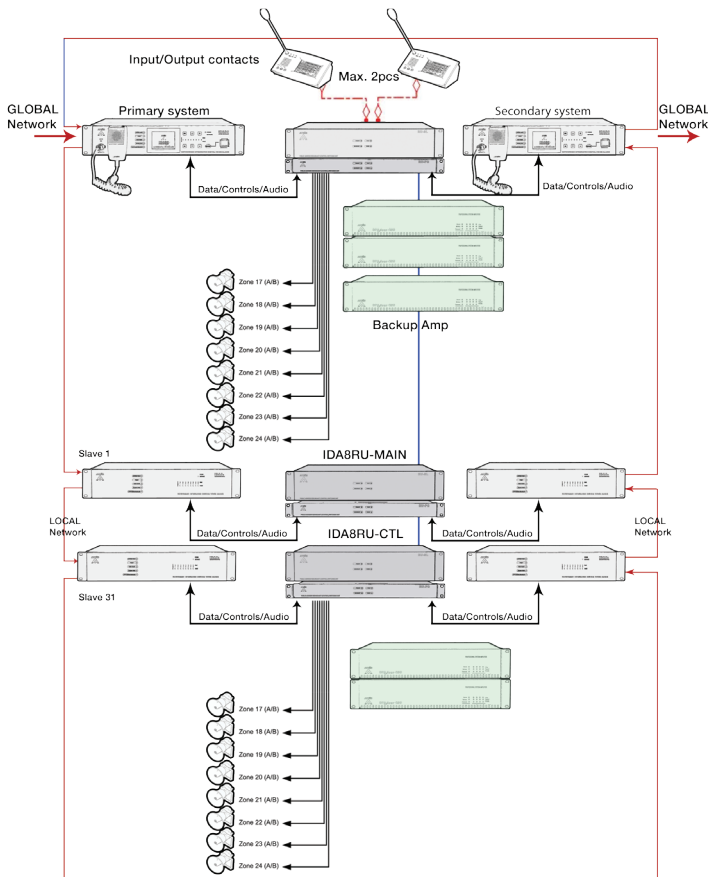 Input/Output contacts
Max. 2pcs
GLOBAL
Network
Primary system
Secondary system
GLOBAL
Network
Data/Controls/Audio
Data/Controls/Audio
Zone 17 (A/B)
Zone 18 (A/B)
Zone 19 (A/B)
Zone 20 (A/B)
Zone 21 (A/B)
Zone 22 (A/B)
Zone 23 (A/B)
Zone 24 (A/B)
Backup Amp
Slave 1
IDA8RU-MAIN
LOCAL
Network
Data/Controls/Audio
Data/Controls/Audio
LOCAL
Network
IDA8RU-CTL
Slave 31
Data/Controls/Audio
Data/Controls/Audio
Zone 17 (A/B)
Zone 18 (A/B)
Zone 19 (A/B)
Zone 20 (A/B)
Zone 21 (A/B)
Zone 22 (A/B)
Zone 23 (A/B)
Zone 24 (A/B)